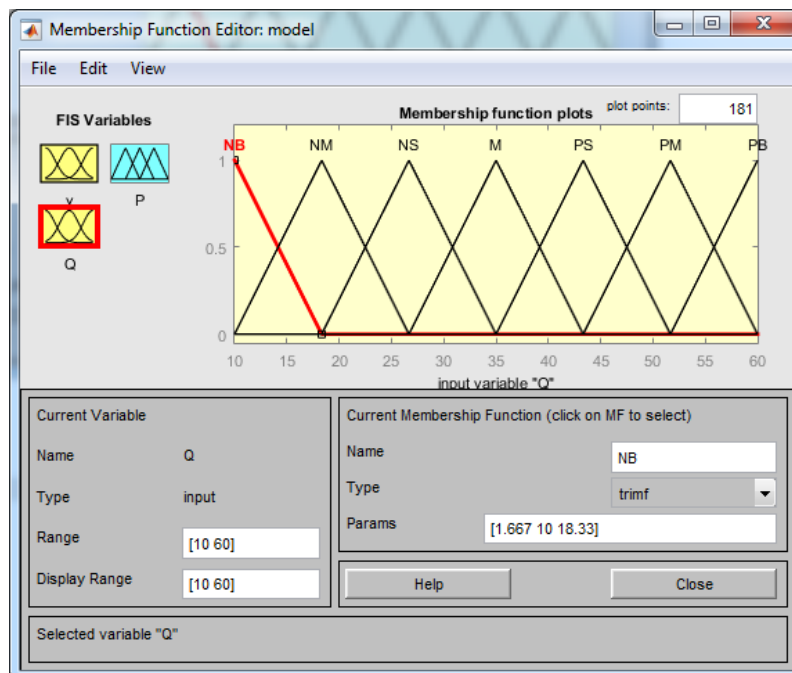 Membership Function Editor: model
File Edit View
FIS Variables
Membership function plots
plot points:
181
NB NM NS M PS PM PB
y
P
Q
1
0.5
0
10 15 20 25 30 35 40 45 50 55 60
input variable "Q"
Current Variable
Name Q
Type input
Range [10 60]
Display Range [10 60]
Current Membership Function (click on MF to select)
Name NB
Type trimf
Params [1.667 10 18.33]
Help Close
Selected variable "Q"